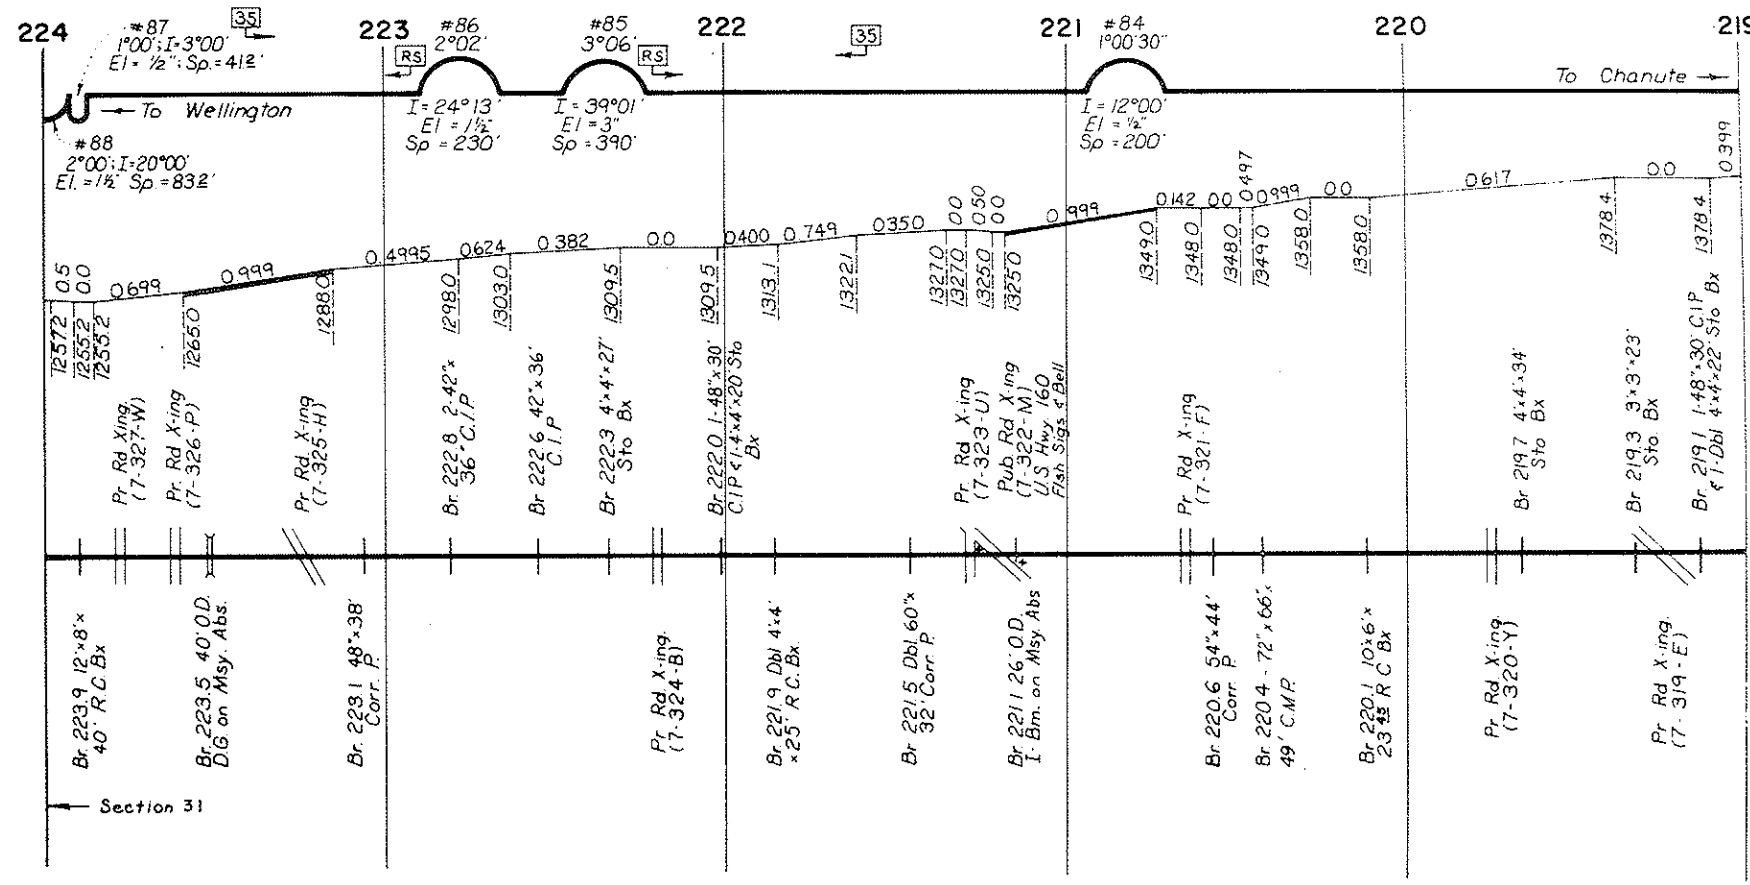 224
223
222
221
220
219
#87
1°00'; I=3°00'
El = ½"; Sp. = 412'
35
RS
#86
2°02'
#85
3°06'
RS
35
#84
1°00'30"
To Chanute
To Wellington
#88
2°00'; I=20°00'
El. = 1½" Sp. = 832'
I = 24°13'
El = 1½"
Sp = 230'
I = 39°01'
El = 3"
Sp = 390'
I = 12°00'
El = ½"
Sp = 200'
0.5
0.0
0.699
0.999
0.4995
0.624
0.382
0.0
0.400
0.749
0.350
0.0
0.50
0.0
0.999
0.142
0.0
0.497
0.999
0.0
0.617
0.0
0.399
1257.2
1255.2
1255.2
1265.0
1288.0
1298.0
1303.0
1309.5
1309.5
1313.1
1322.1
1327.0
1327.0
1325.0
1325.0
1349.0
1348.0
1348.0
1349.0
1358.0
1358.0
1378.4
1378.4
Pr Rd Xing
(7-327-W)
Pr. Rd X-ing
(7-326-P)
Pr Rd. X-ing
(7-325-H)
Br. 222.8 2-42"x
36" C.I.P
Br 222.6 42"x36'
C.I.P
Br 222.3 4'x4'x27'
Sto Bx
Br 222.0 1-48"x30'
C.I.P & 1-4'x4'x20' Sto
Bx
Pr. Rd X-ing
(7-323-U)
Pub. Rd X-ing
(7-322-M)
U.S. Hwy. 160
Flsh Sigs & Bell
Pr Rd X-ing
(7-321-F)
Br 219.7 4'x4'x34'
Sto Bx
Br 219.3 3'x3'x23'
Sto. Bx
Br. 219.1 1-48"x30' C.I.P
& 1-Dbl 4'x4'x22' Sto Bx
Br. 223.9 12'x8'x
40' R.C. Bx
Br. 223.5 40' O.D.
D.G. on Msy. Abs.
Br. 223.1 48"x38'
Corr. P.
Pr Rd X-ing.
(7-324-B)
Br. 221.9 Dbl 4'x4'
x25' R.C. Bx.
Br 221.5 Dbl 60"x
32' Corr. P.
Br 221.1 26' O.D.
I-Bm. on Msy Abs
Br 220.6 54"x44'
Corr. P
Br 220.4 - 72"x66"x
49' C.M.P.
Br 220.1 10'x6'x
23.45 R C Bx
Pr Rd X-ing.
(7-320-Y)
Pr Rd X-ing.
(7-319-E)
Section 31